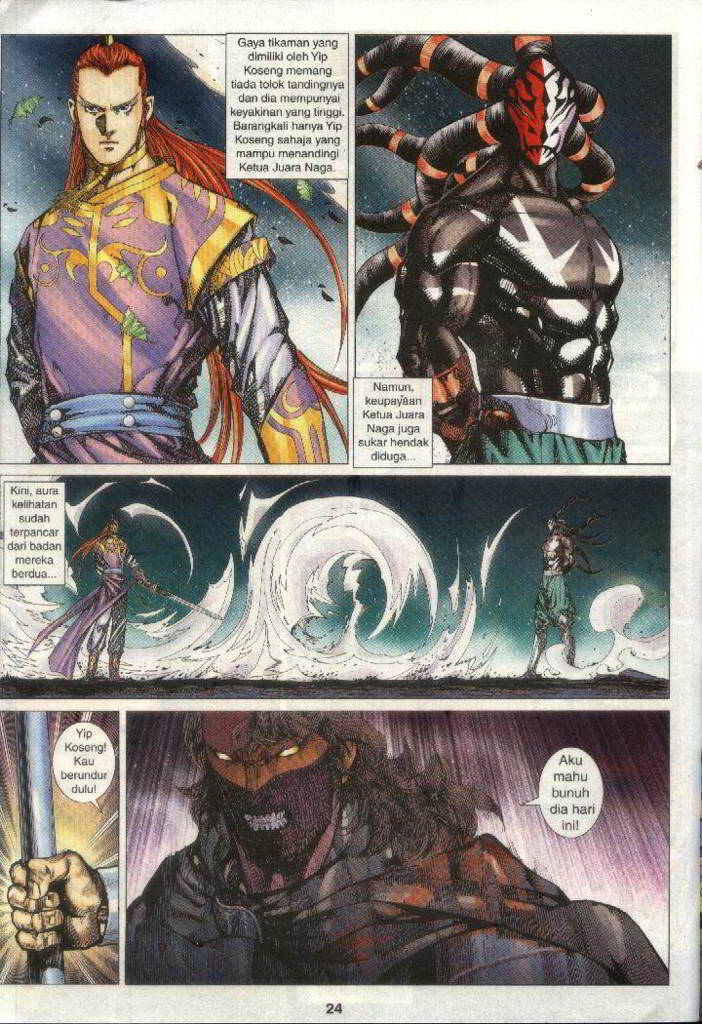 Gaya tikaman yang
dimiliki oleh Yip
Koseng memang
tiada tolok tandingnya
dan dia mempunyai
keyakinan yang tinggi.
Barangkali hanya Yip
Koseng sahaja yang
mampu menandingi
Ketua Juara Naga.
Namun,
keupayaan
Ketua Juara
Naga juga
sukar hendak
diduga...
Kini, aura
kelihatan
sudah
terpancar
dari badan
mereka
berdua...
Yip
Koseng!
Kau
berundur
dulu!
Aku
mahu
bunuh
dia hari
ini!
24